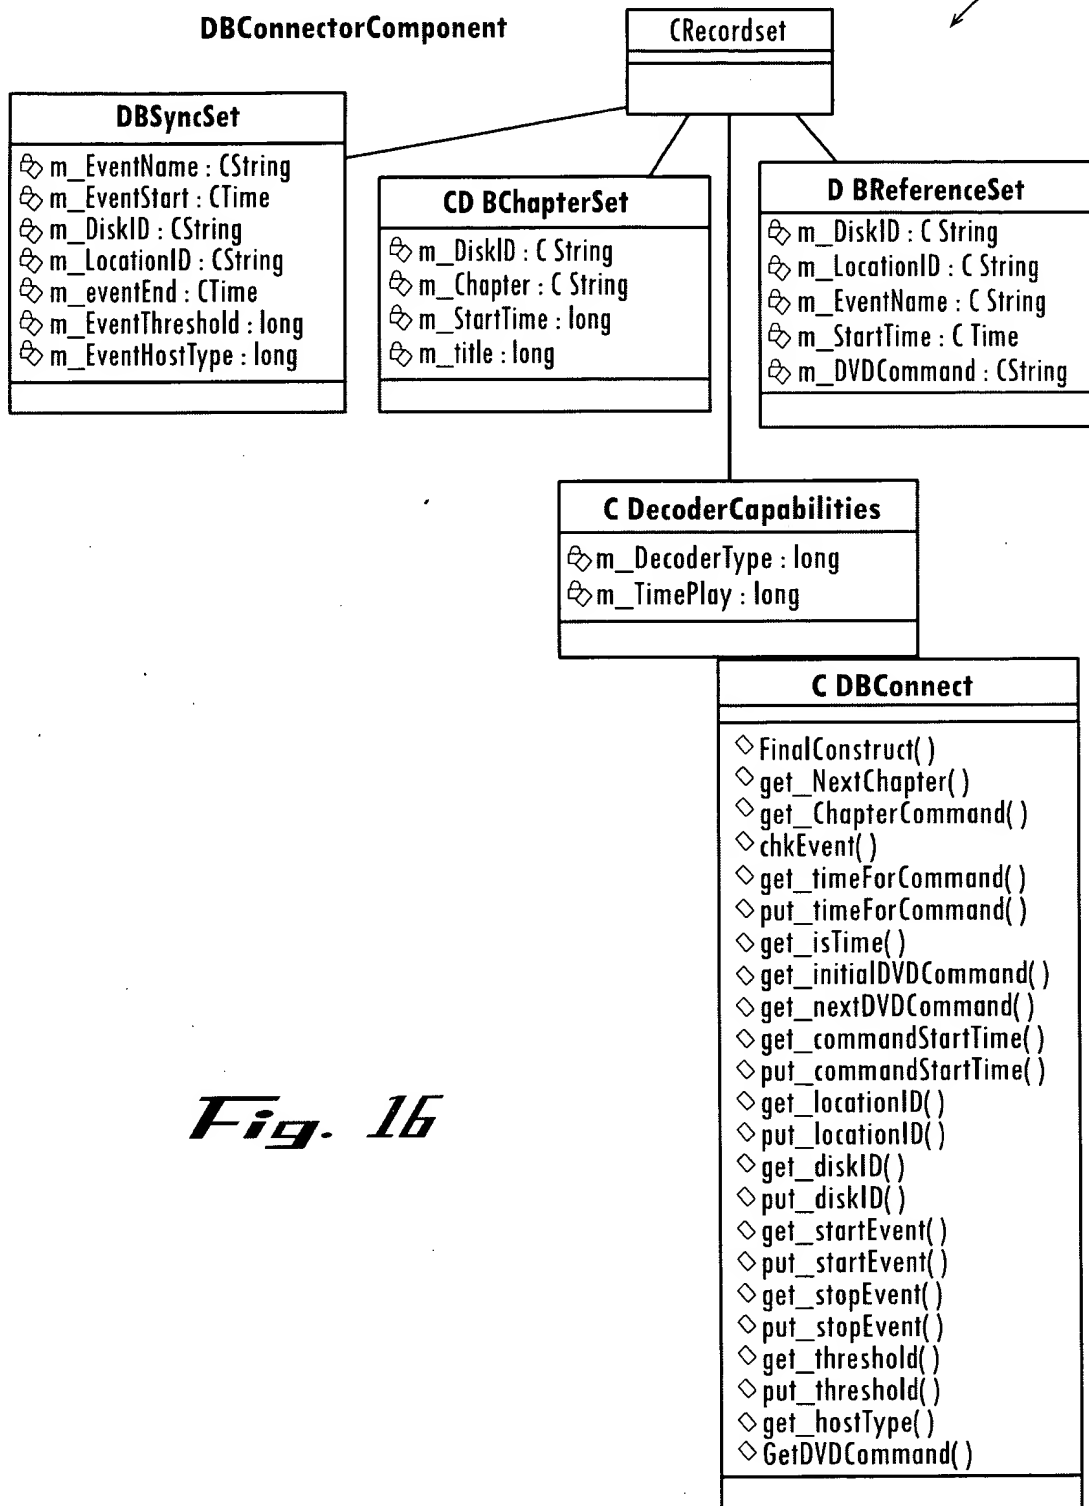 DBConnectorComponent
CRecordset
DBSyncSet
m_EventName : CString
m_EventStart : CTime
m_DiskID : CString
m_LocationID : CString
m_eventEnd : CTime
m_EventThreshold : long
m_EventHostType : long
CD BChapterSet
m_DiskID : C String
m_Chapter : C String
m_StartTime : long
m_title : long
D BReferenceSet
m_DiskID : C String
m_LocationID : C String
m_EventName : C String
m_StartTime : C Time
m_DVDCommand : CString
C DecoderCapabilities
m_DecoderType : long
m_TimePlay : long
C DBConnect
FinalConstruct( )
get_NextChapter( )
get_ChapterCommand( )
chkEvent( )
get_timeForCommand( )
put_timeForCommand( )
get_isTime( )
get_initialDVDCommand( )
get_nextDVDCommand( )
get_commandStartTime( )
put_commandStartTime( )
get_locationID( )
put_locationID( )
get_diskID( )
put_diskID( )
get_startEvent( )
put_startEvent( )
get_stopEvent( )
put_stopEvent( )
get_threshold( )
put_threshold( )
get_hostType( )
GetDVDCommand( )
Fig. 16